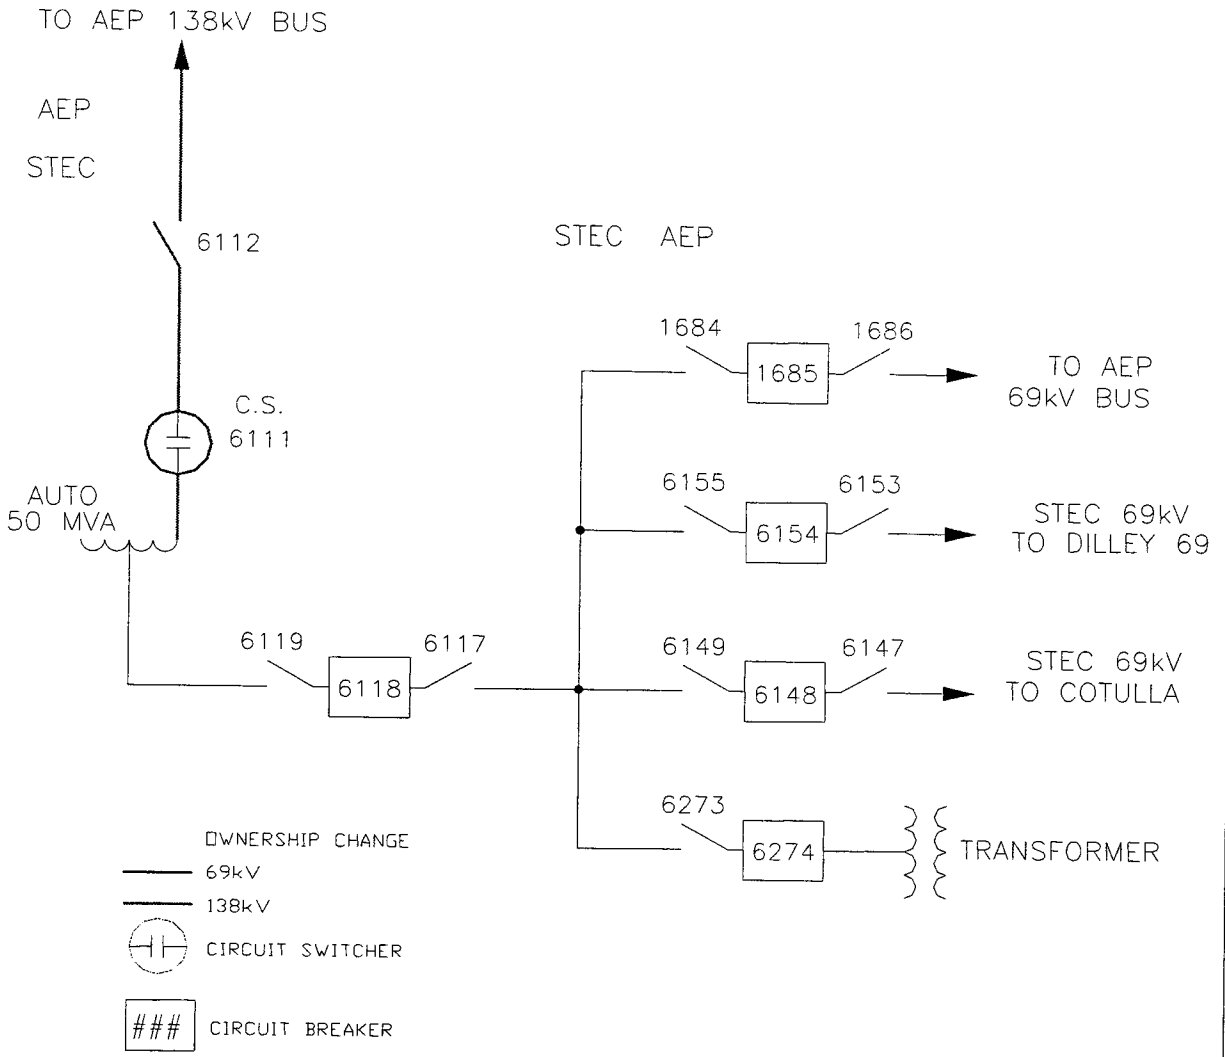 TO AEP 138kV BUS
AEP
STEC
6112
STEC AEP
1684
1685
1686
TO AEP
69kV BUS
C.S.
6111
AUTO
50 MVA
6155
6154
6153
STEC 69kV
TO DILLEY 69
6119
6118
6117
6149
6148
6147
STEC 69kV
TO COTULLA
6273
6274
TRANSFORMER
OWNERSHIP CHANGE
69kV
138kV
CIRCUIT SWITCHER
### CIRCUIT BREAKER